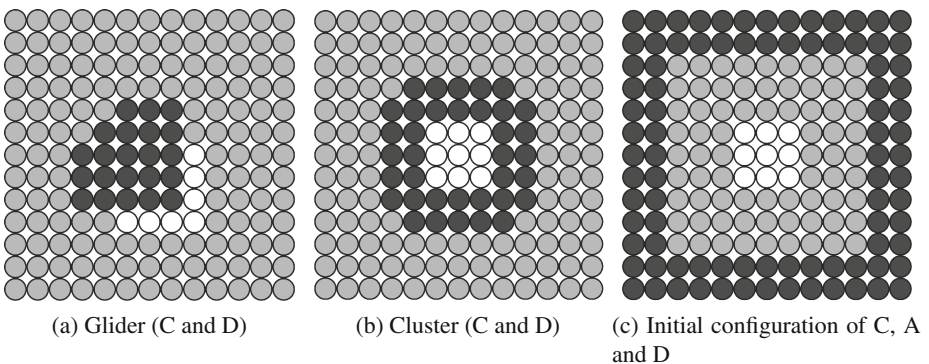 (a) Glider (C and D)
(b) Cluster (C and D)
(c) Initial configuration of C, A
and D